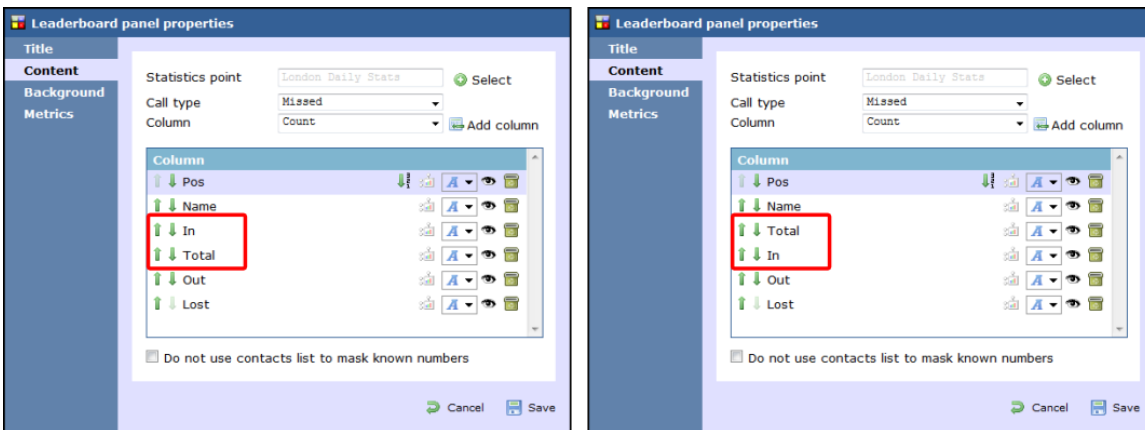 Leaderboard panel properties
Title
Content
Background
Metrics
Statistics point London Daily Stats Select
Call type Missed
Column Count Add column
Column
Pos
Name
In
Total
Out
Lost
Do not use contacts list to mask known numbers
Cancel Save
Leaderboard panel properties
Title
Content
Background
Metrics
Statistics point London Daily Stats Select
Call type Missed
Column Count Add column
Column
Pos
Name
Total
In
Out
Lost
Do not use contacts list to mask known numbers
Cancel Save